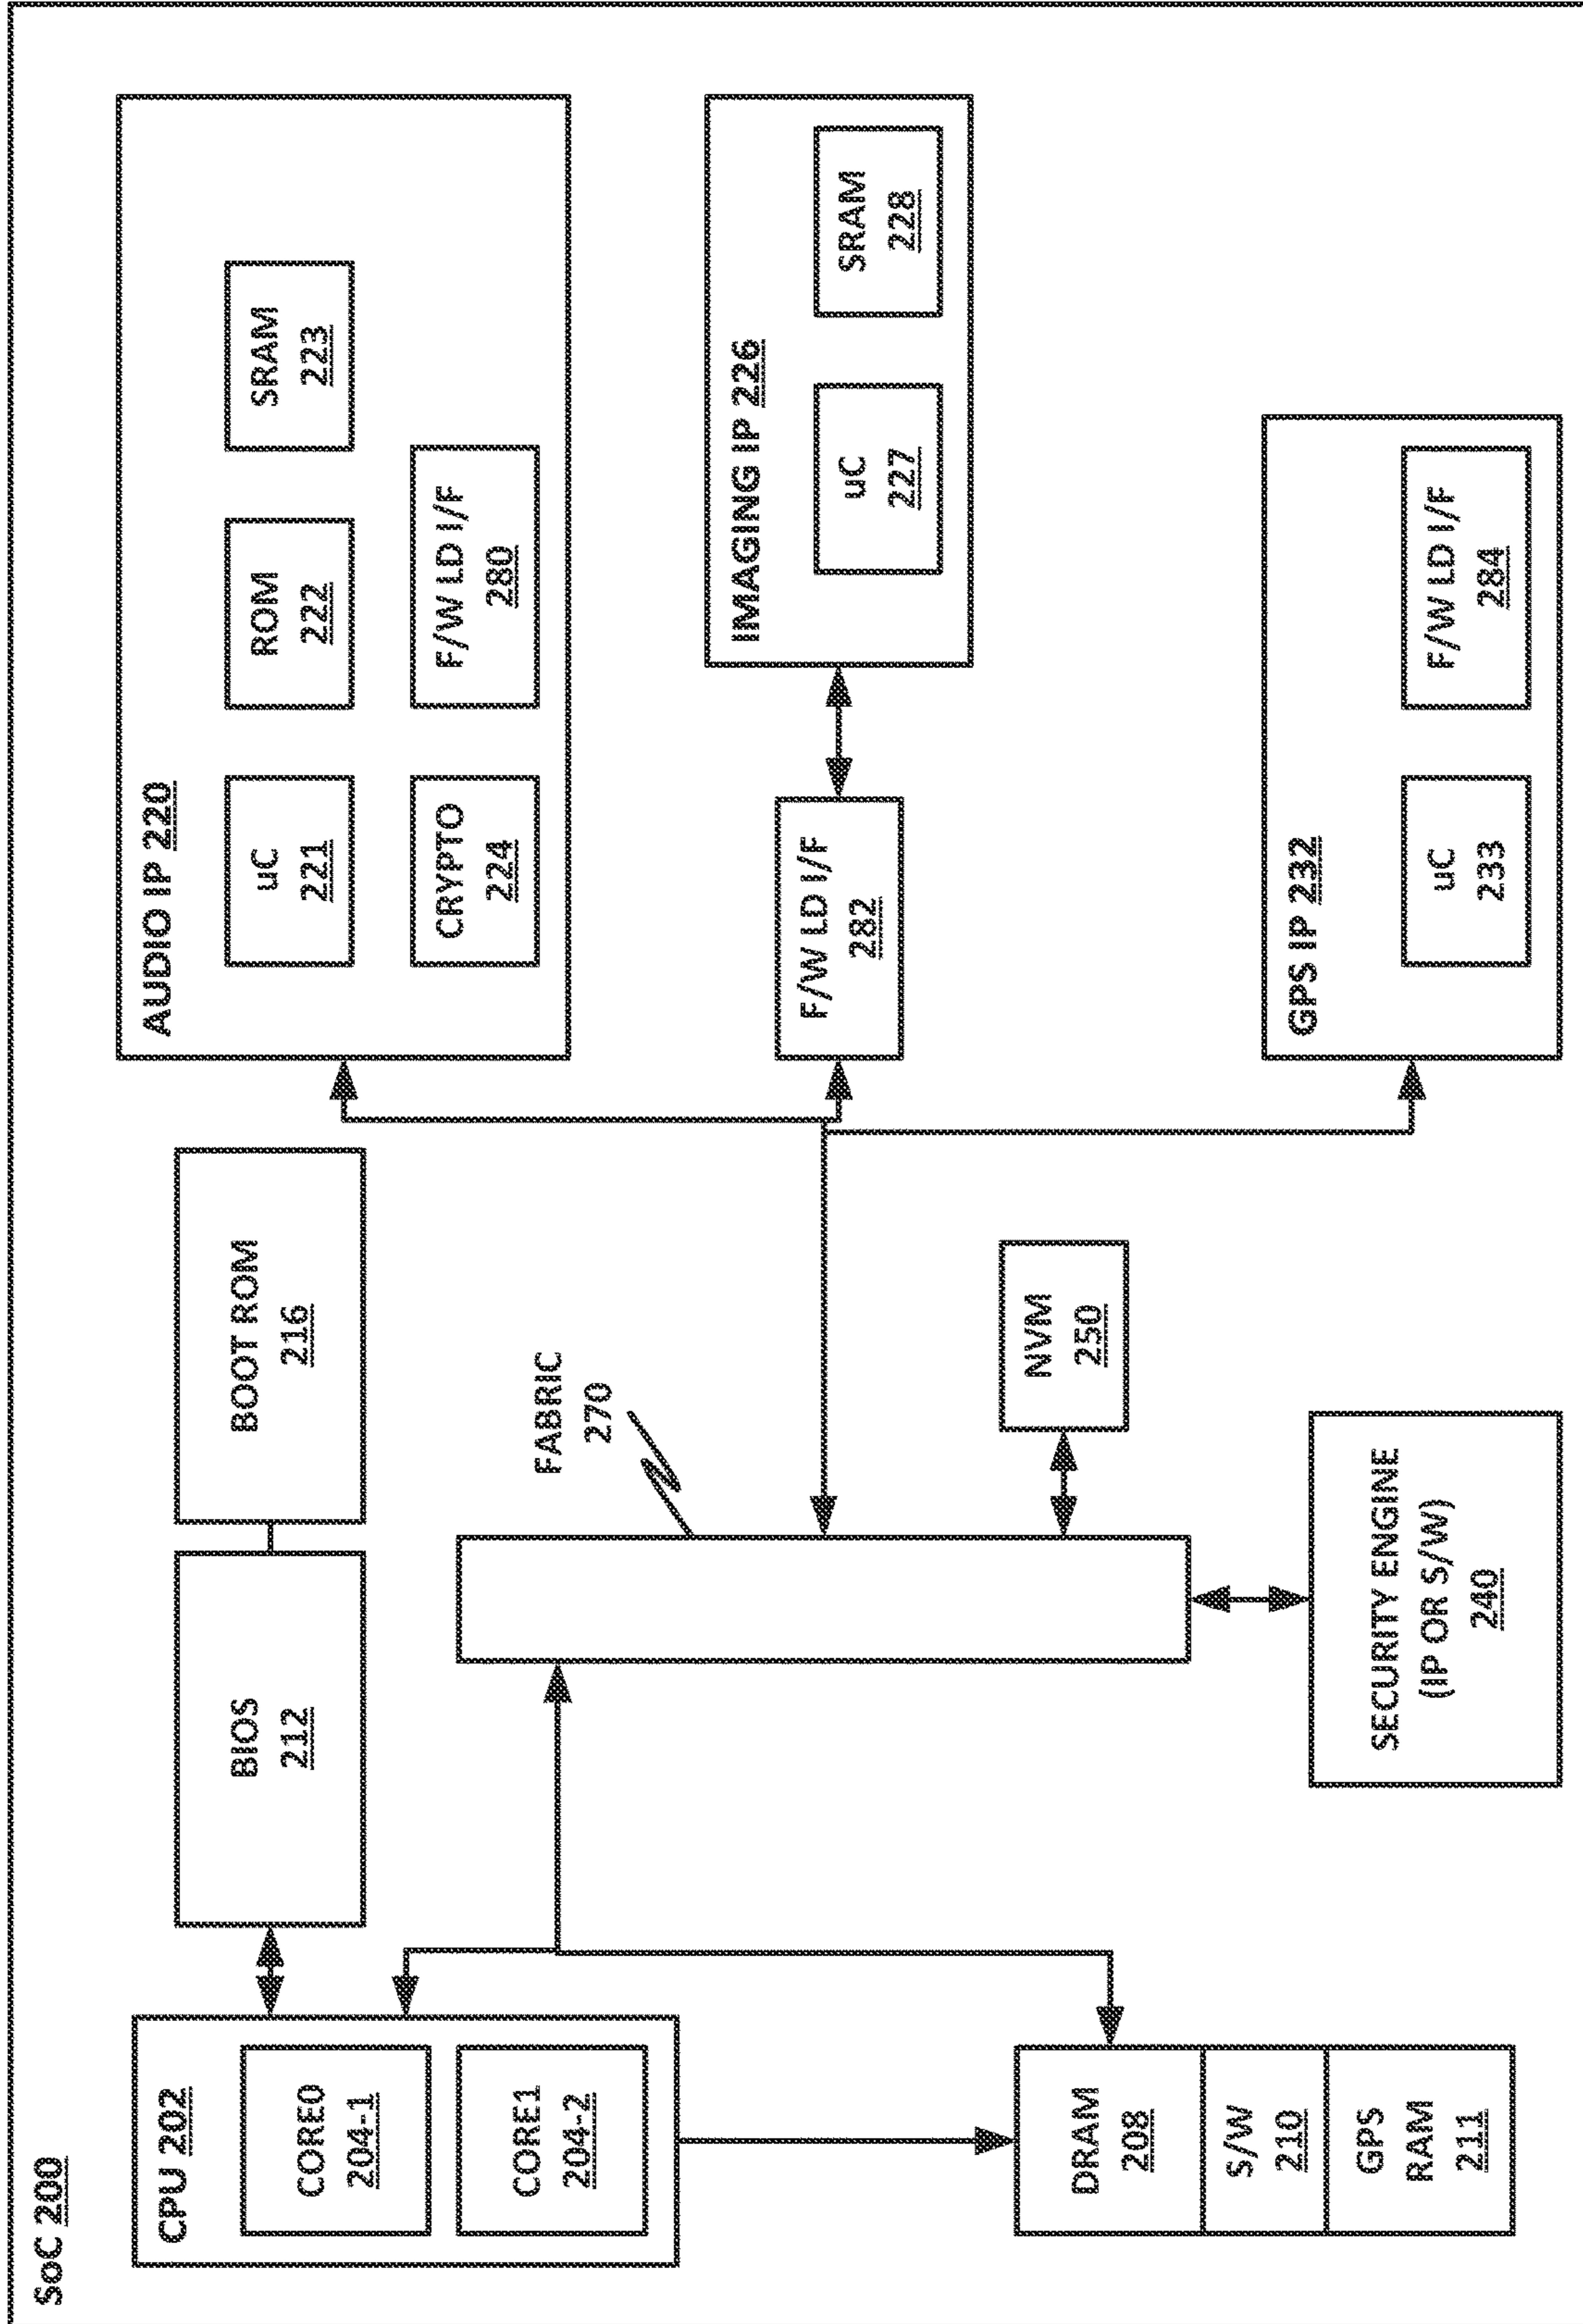 SoC 200
CPU 202
CORE0
204-1
CORE1
204-2
DRAM
208
S/W
210
GPS
RAM
211
BIOS
212
BOOT ROM
216
FABRIC
270
NVM
250
SECURITY ENGINE
(IP OR S/W)
240
AUDIO IP 220
uC
221
ROM
222
SRAM
223
CRYPTO
224
F/W LD I/F
280
F/W LD I/F
282
IMAGING IP 226
uC
227
SRAM
228
GPS IP 232
uC
233
F/W LD I/F
284